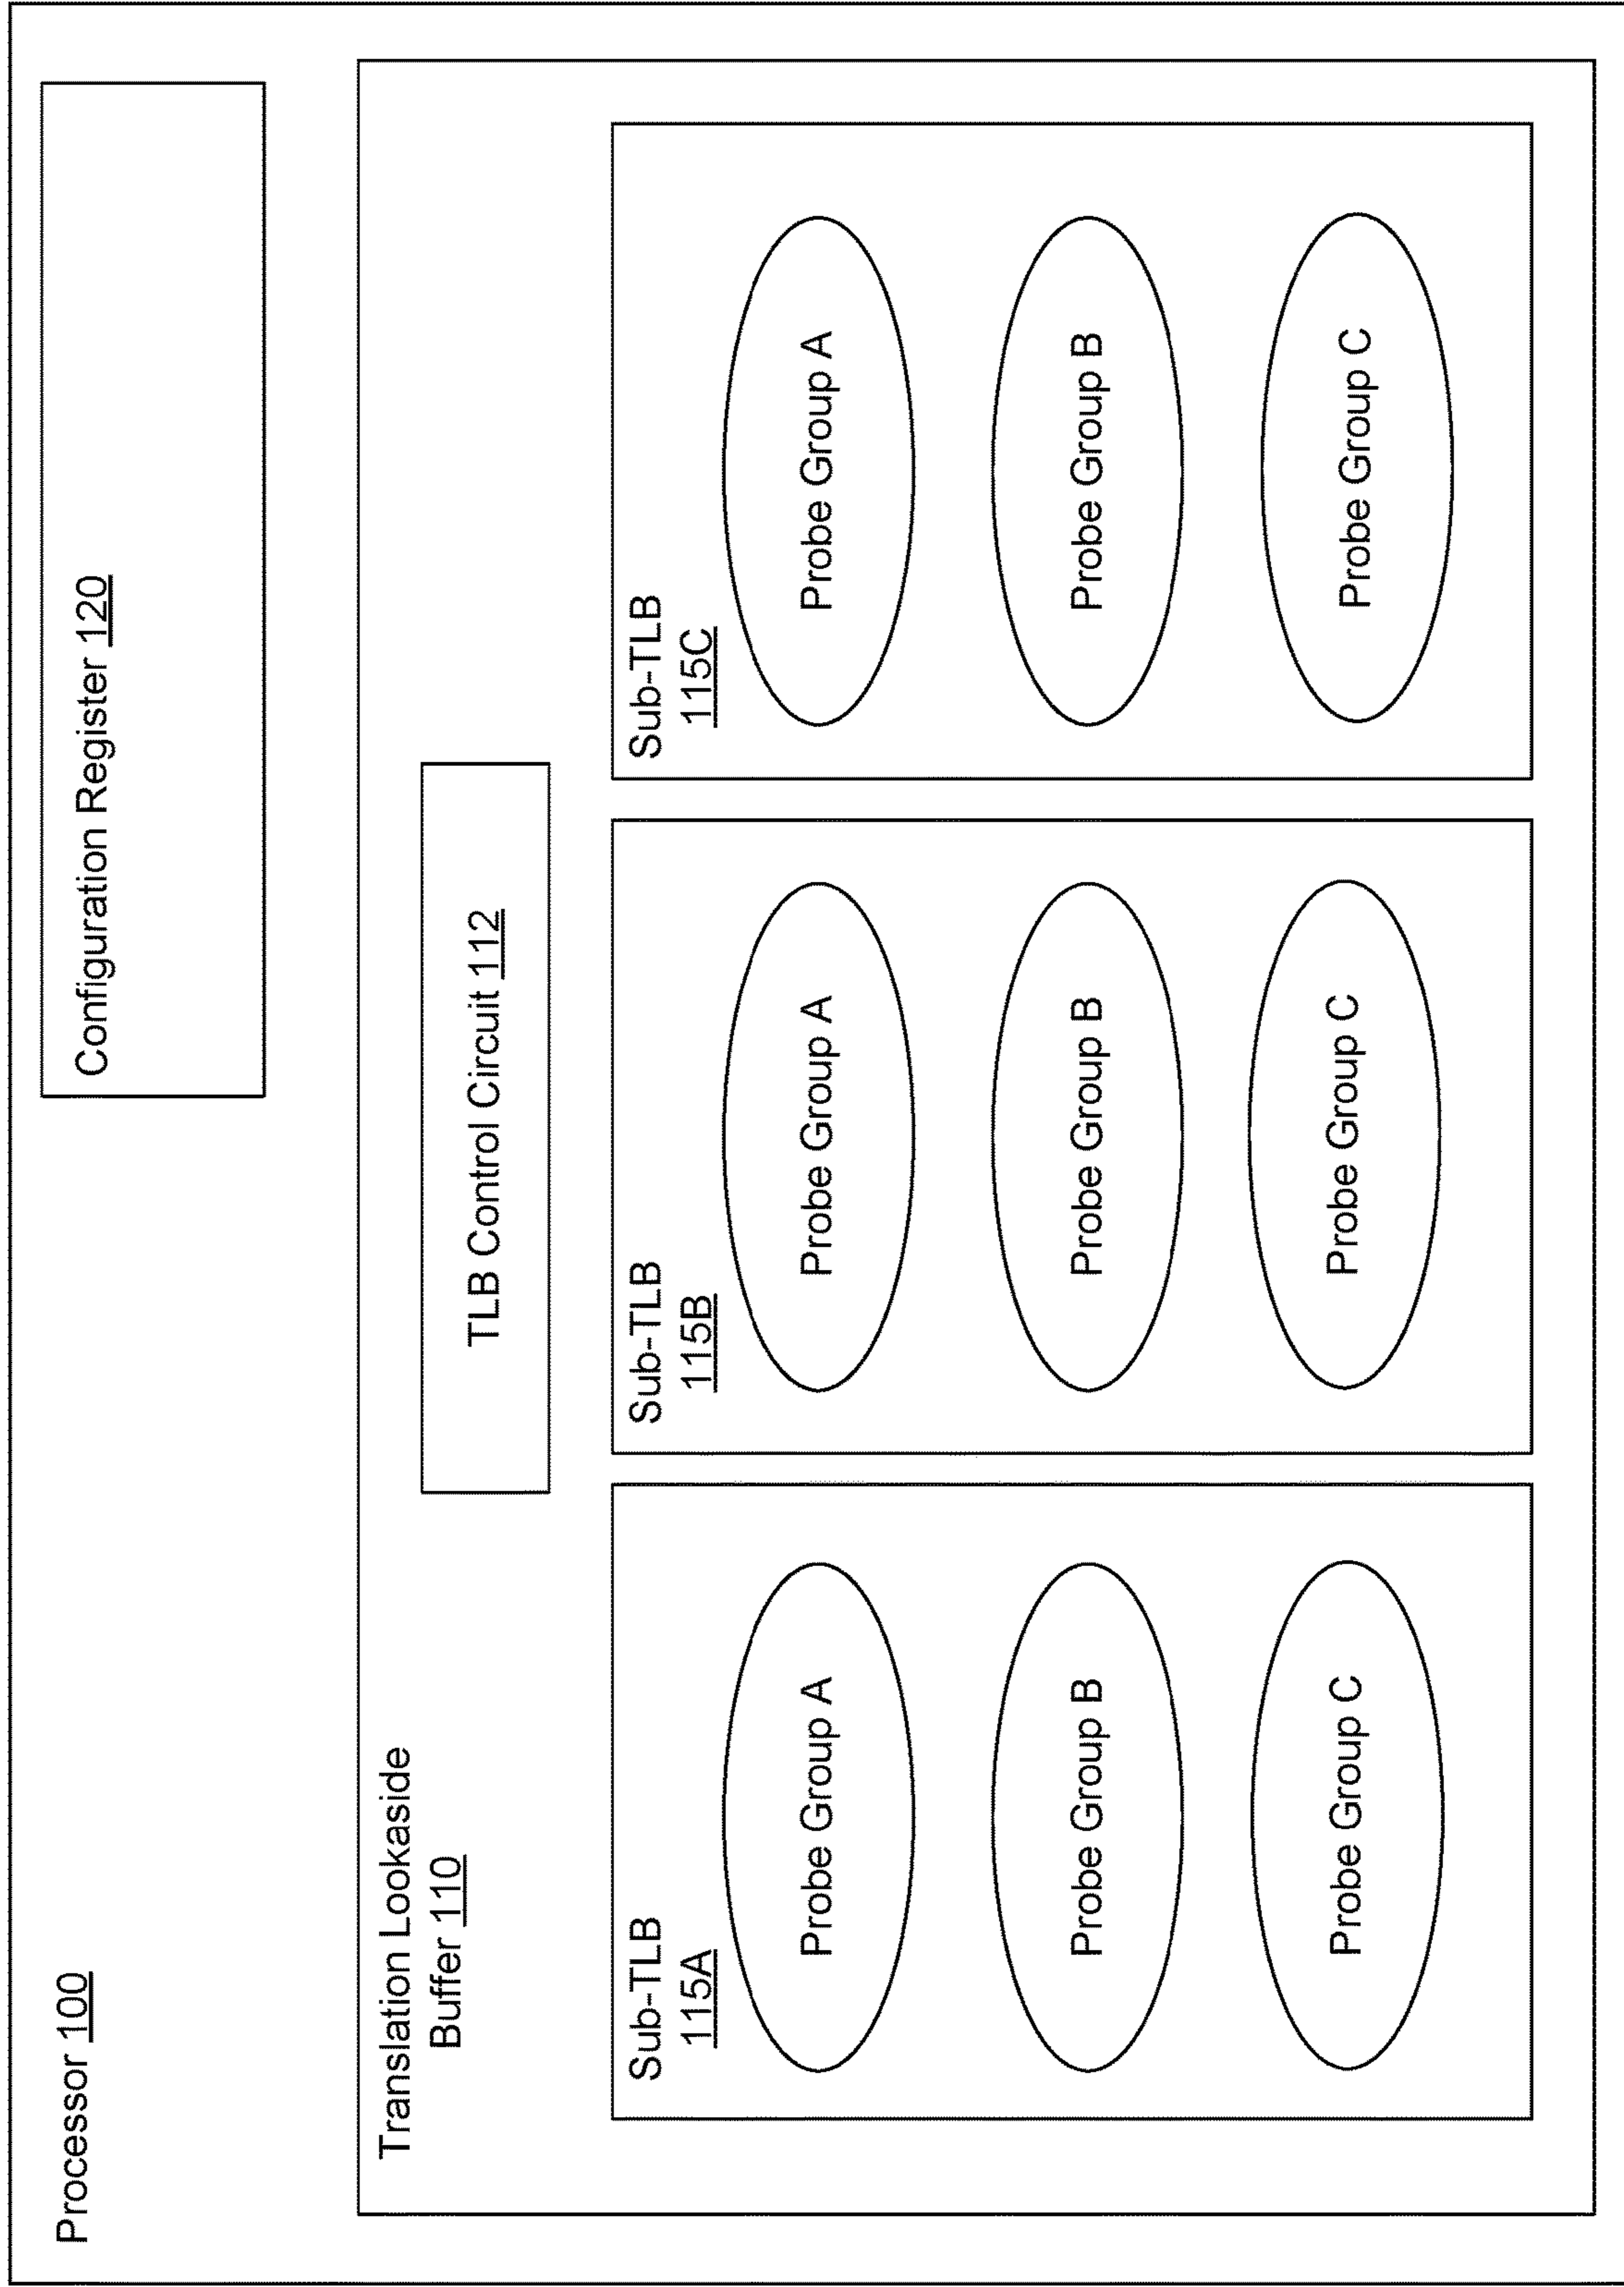 Processor 100
Configuration Register 120
Translation Lookaside
Buffer 110
TLB Control Circuit 112
Sub-TLB
115A
Probe Group A
Probe Group B
Probe Group C
Sub-TLB
115B
Probe Group A
Probe Group B
Probe Group C
Sub-TLB
115C
Probe Group A
Probe Group B
Probe Group C